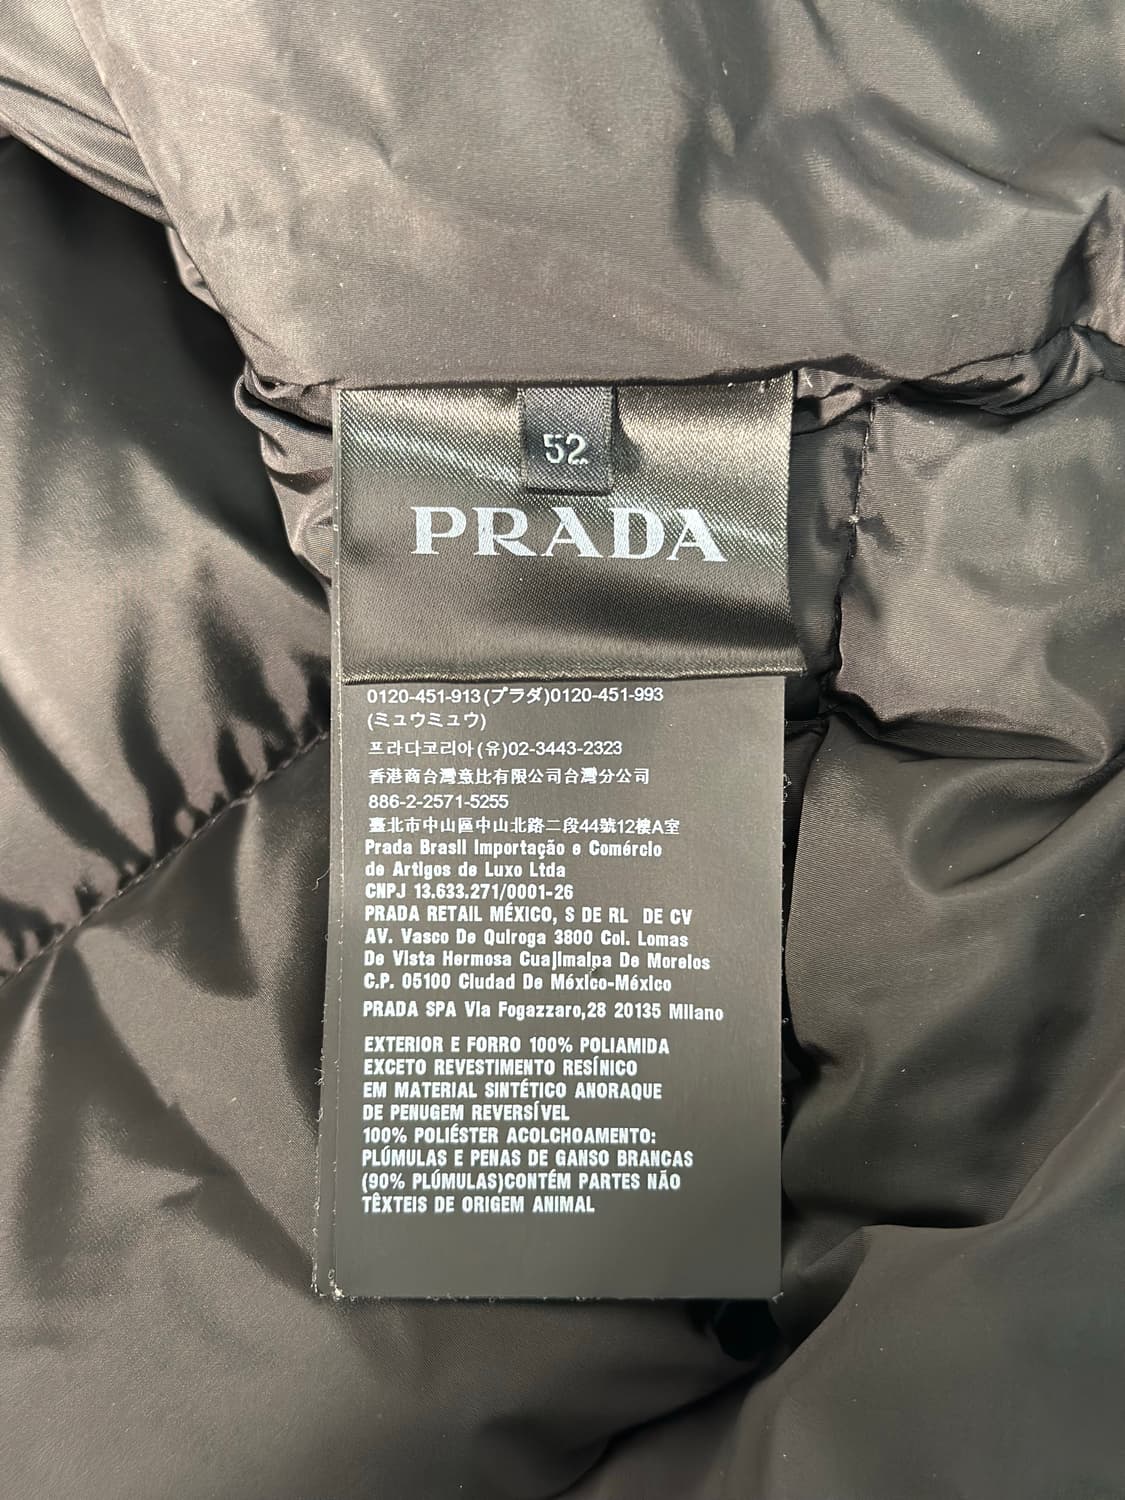 52
PRADA
0120-451-913(プラダ)0120-451-993
(ミュウミュウ)
프라다코리아(유)02-3443-2323
香港商台灣意比有限公司台灣分公司
886-2-2571-5255
臺北市中山區中山北路二段44號12樓A室
Prada Brasil Importação e Comércio
de Artigos de Luxo Ltda
CNPJ 13.633.271/0001-26
PRADA RETAIL MÉXICO, S DE RL DE CV
AV. Vasco De Quiroga 3800 Col. Lomas
De Vista Hermosa Cuajimalpa De Morelos
C.P. 05100 Ciudad De México-México
PRADA SPA Via Fogazzaro,28 20135 Milano
EXTERIOR E FORRO 100% POLIAMIDA
EXCETO REVESTIMENTO RESÍNICO
EM MATERIAL SINTÉTICO ANORAQUE
DE PENUGEM REVERSÍVEL
100% POLIÉSTER ACOLCHOAMENTO:
PLÚMULAS E PENAS DE GANSO BRANCAS
(90% PLÚMULAS)CONTÉM PARTES NÃO
TÊXTEIS DE ORIGEM ANIMAL